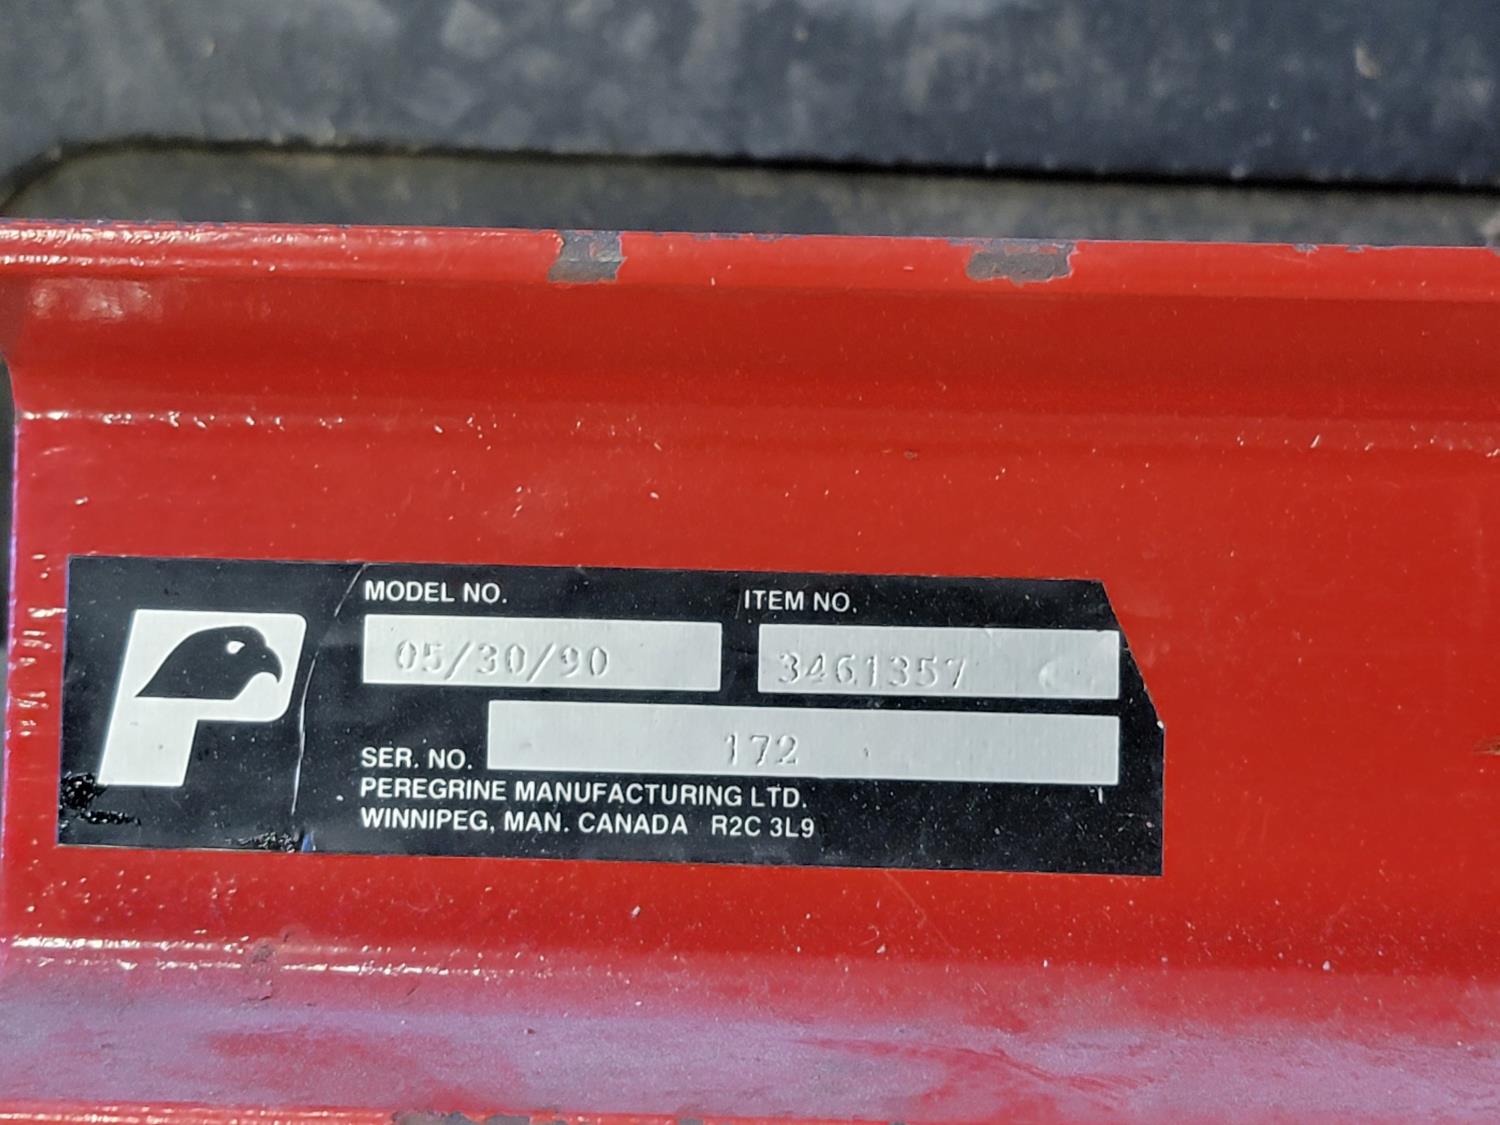 MODEL NO. ITEM NO.
05/30/90 3461357
SER. NO. 172
PEREGRINE MANUFACTURING LTD.
WINNIPEG, MAN. CANADA R2C 3L9